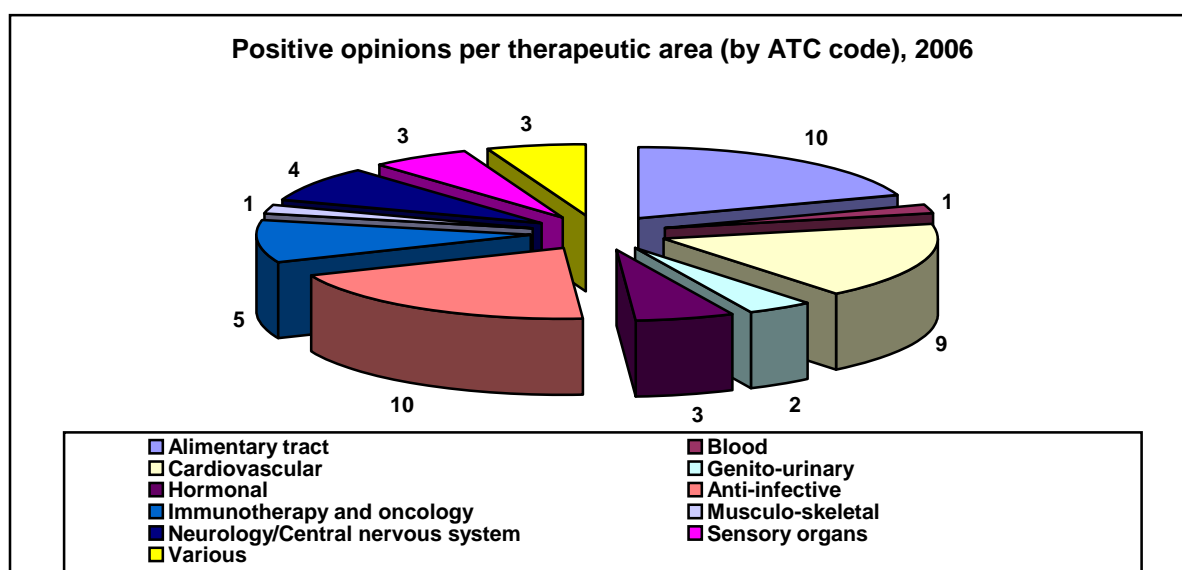 Positive opinions per therapeutic area (by ATC code), 2006
3
3
10
4
1
1
5
9
10
3
2
Alimentary tract
Blood
Cardiovascular
Genito-urinary
Hormonal
Anti-infective
Immunotherapy and oncology
Musculo-skeletal
Neurology/Central nervous system
Sensory organs
Various